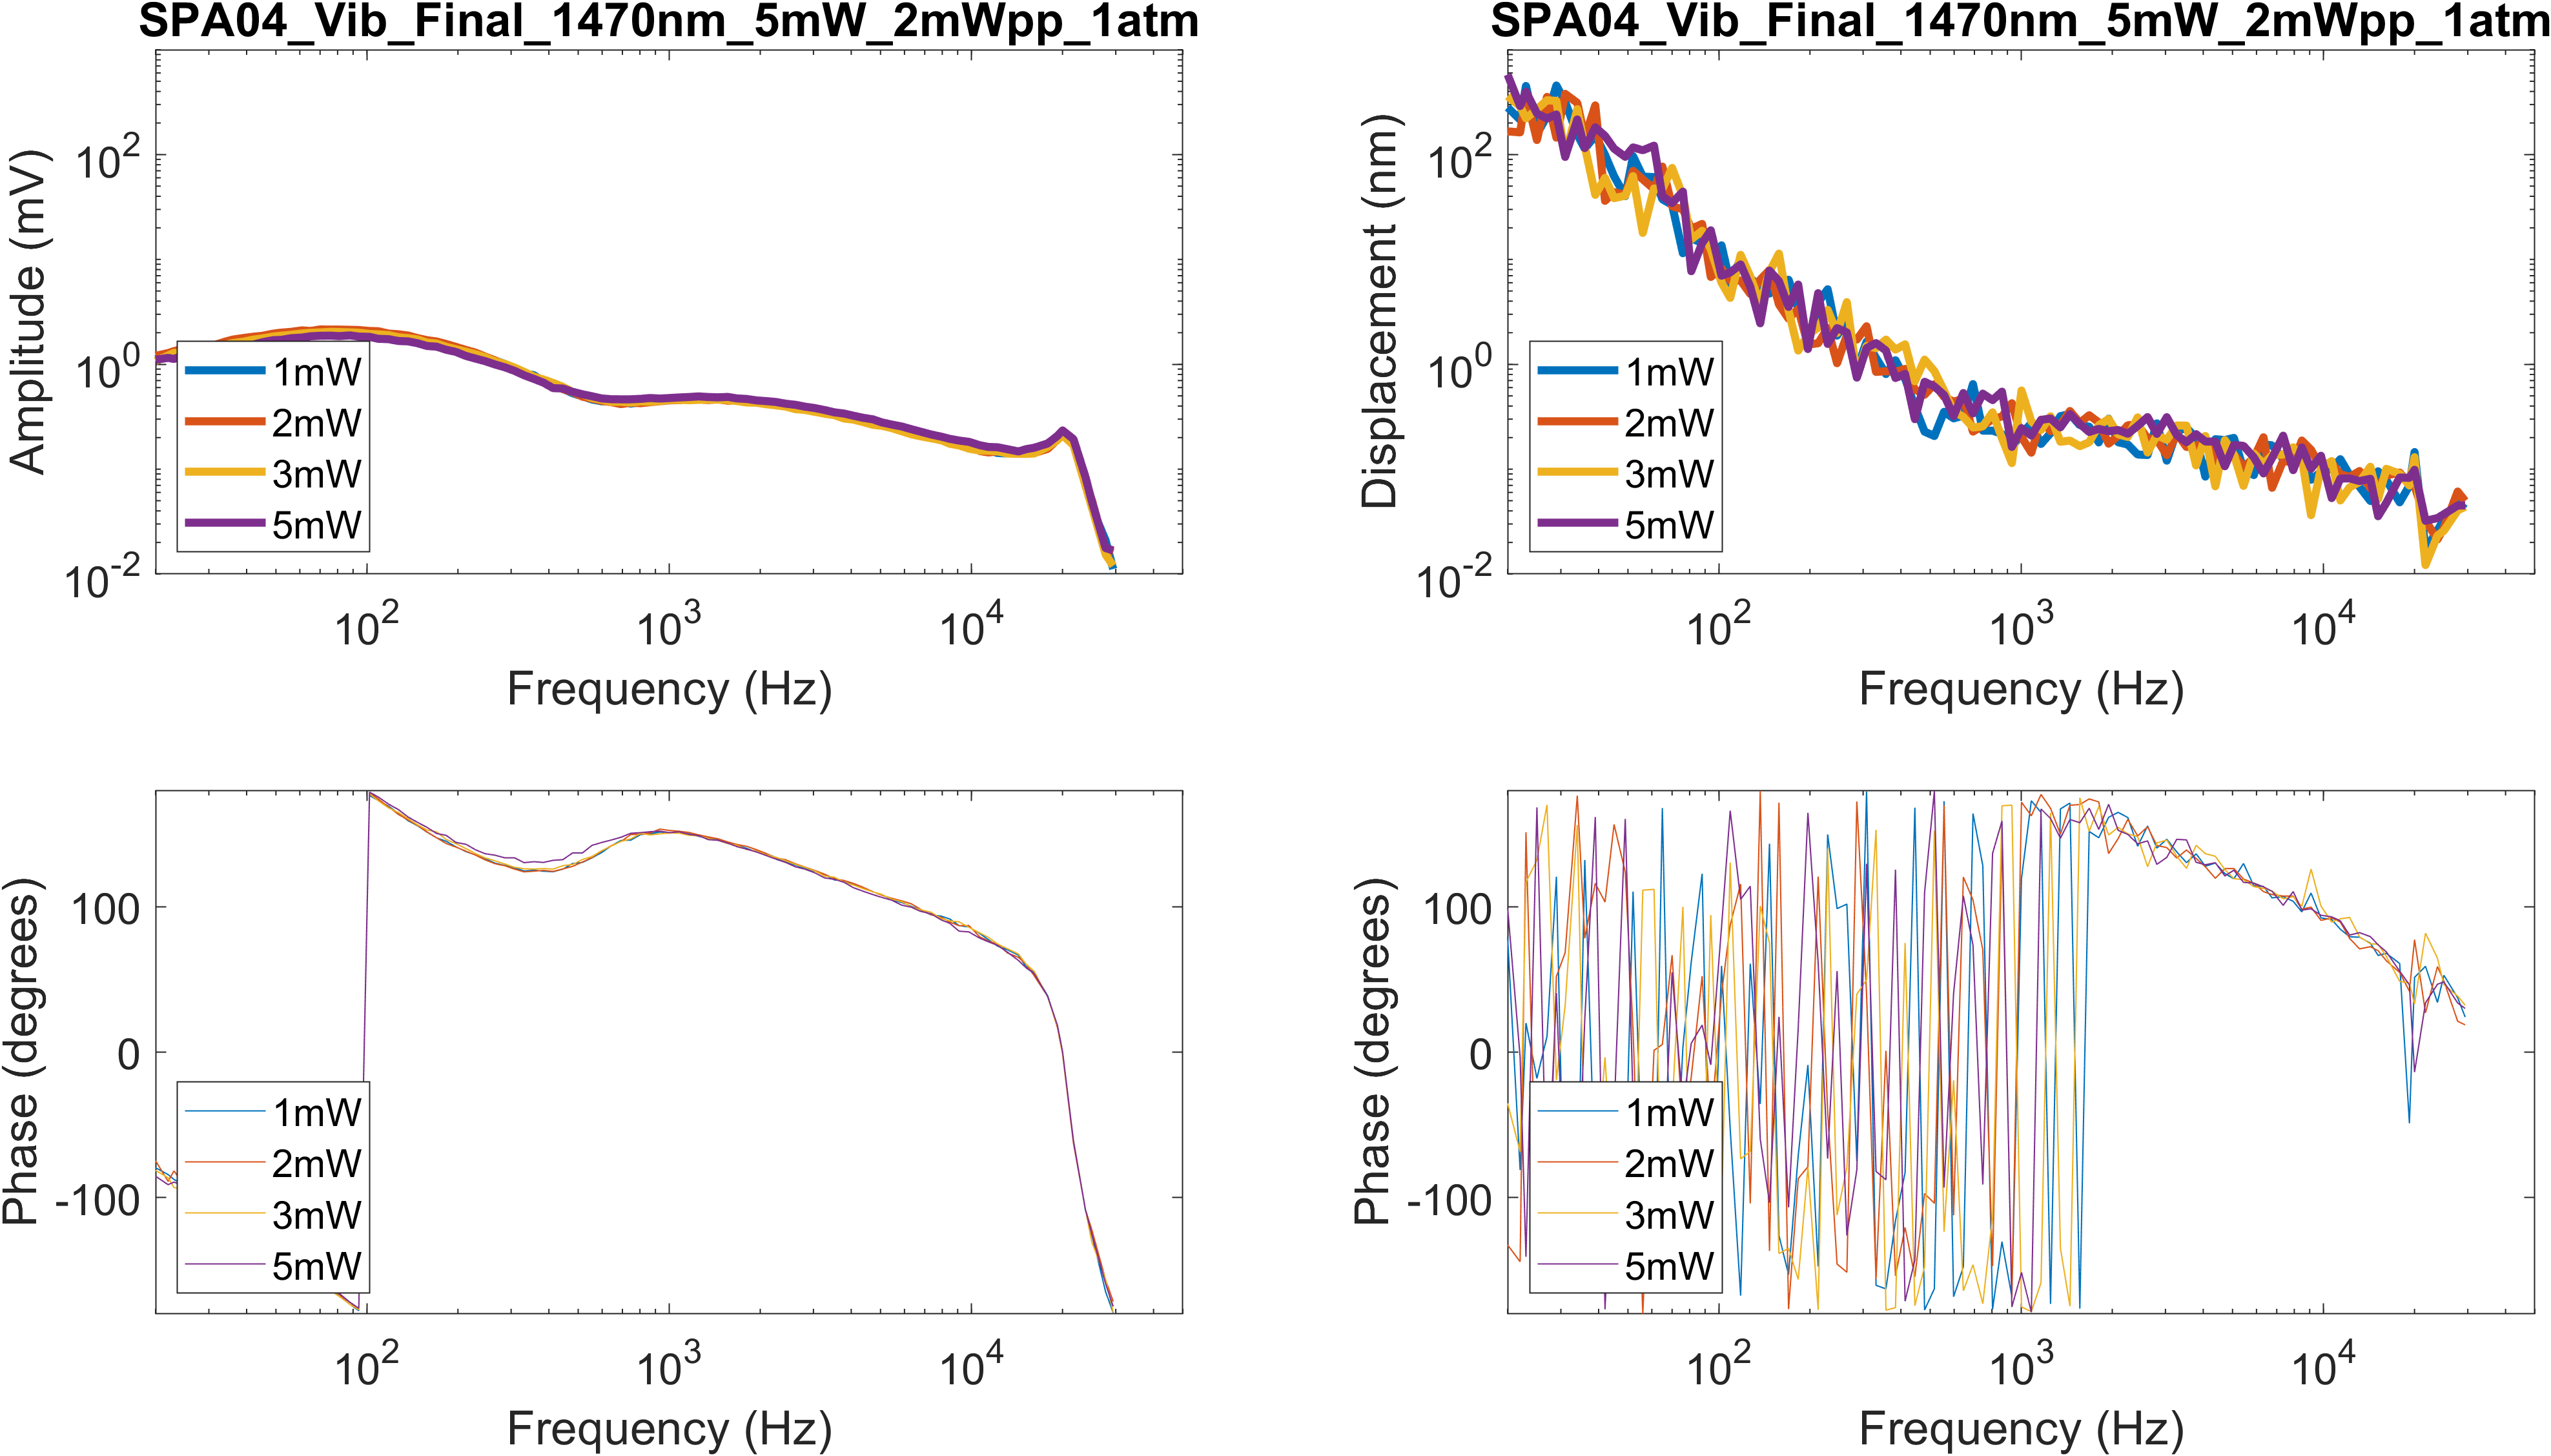 SPA04_Vib_Final_1470nm_5mW_2mWpp_1atm
Amplitude (mV)
10^2
10^0
10^-2
1mW
2mW
3mW
5mW
10^2 10^3 10^4
Frequency (Hz)
SPA04_Vib_Final_1470nm_5mW_2mWpp_1atm
Displacement (nm)
10^2
10^0
10^-2
1mW
2mW
3mW
5mW
10^2 10^3 10^4
Frequency (Hz)
Phase (degrees)
100
0
-100
1mW
2mW
3mW
5mW
10^2 10^3 10^4
Frequency (Hz)
Phase (degrees)
100
0
-100
1mW
2mW
3mW
5mW
10^2 10^3 10^4
Frequency (Hz)